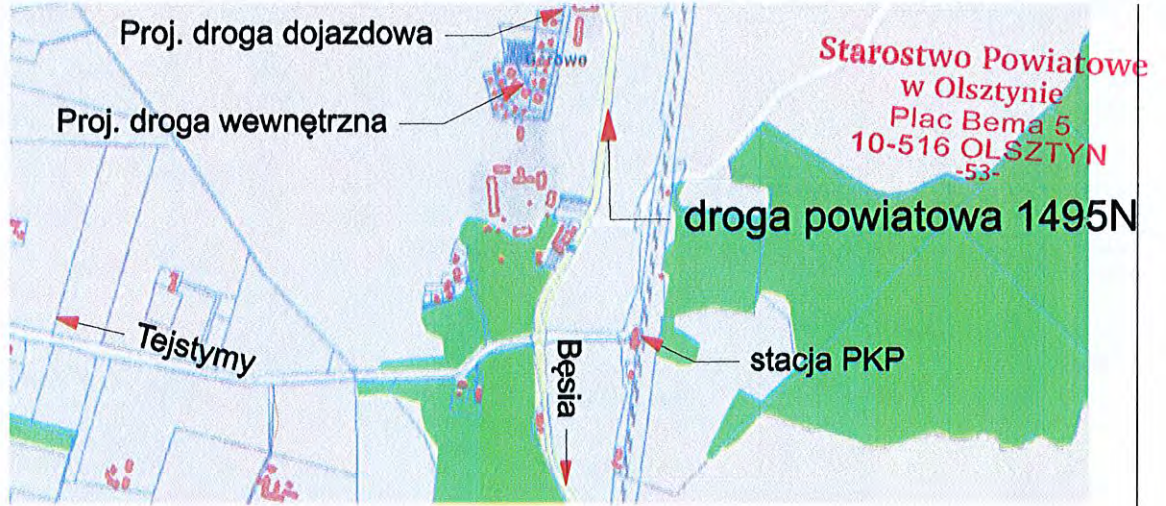 Proj. droga dojazdowa
Starostwo Powiatowe
w Olsztynie
Plac Bema 5
10-516 OLSZTYN
-53-
Proj. droga wewnętrzna
droga powiatowa 1495N
Tejstymy
Bęsia
stacja PKP